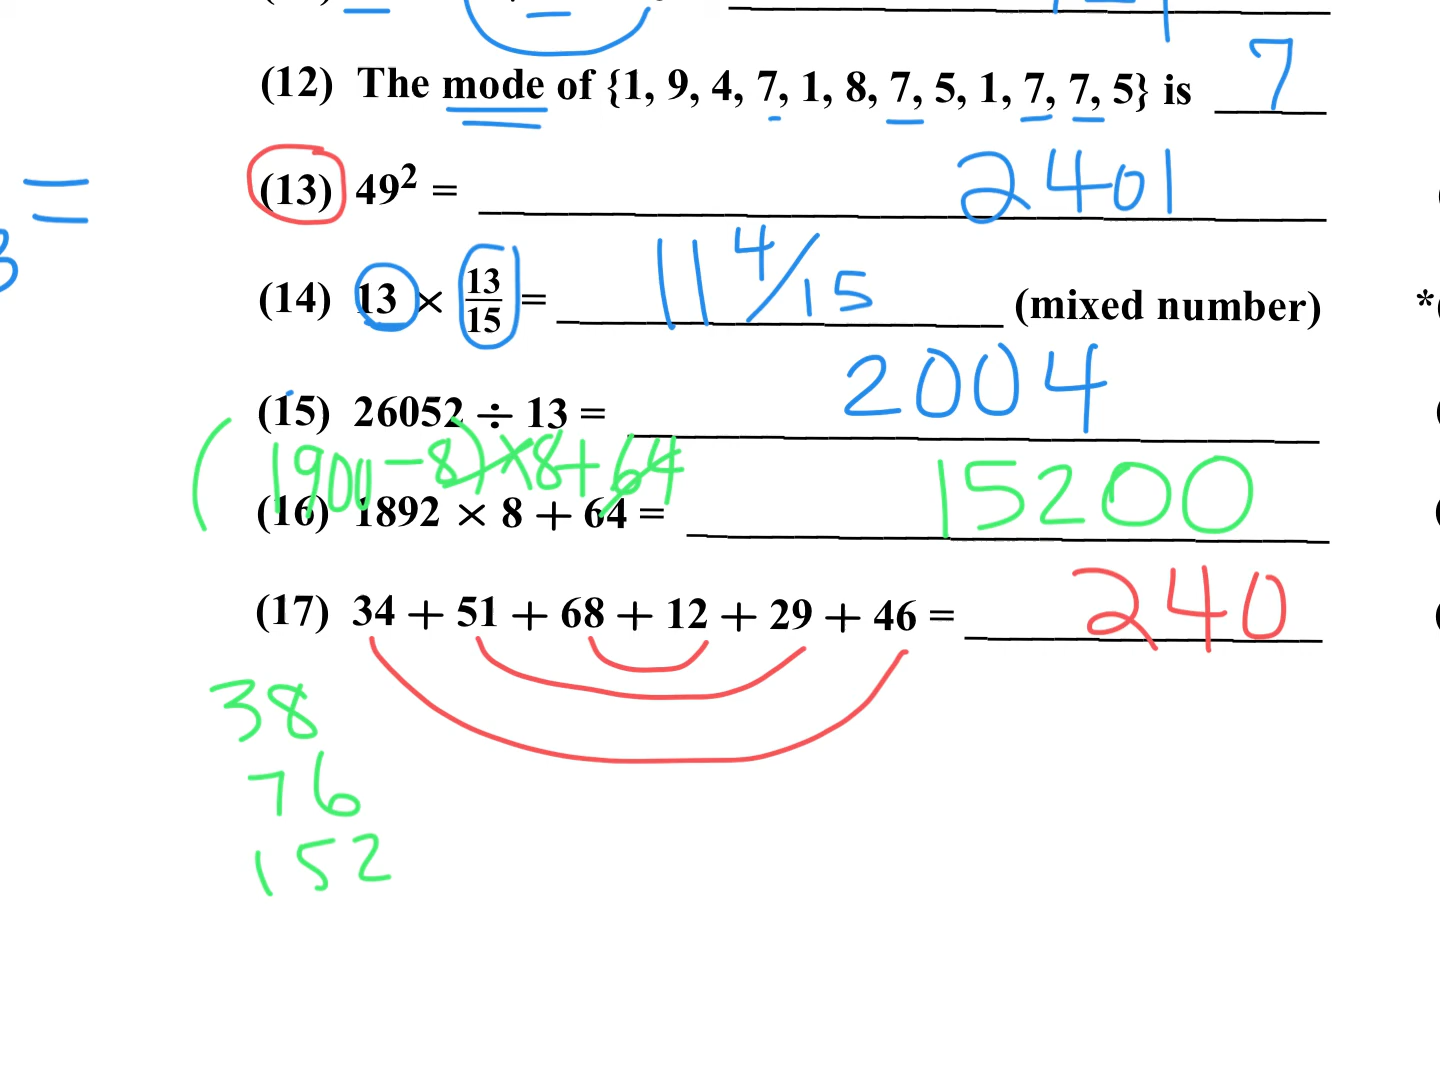 (12) The mode of {1, 9, 4, 7, 1, 8, 7, 5, 1, 7, 7, 5} is 7
(13) 49² = 2401
(14) 13 × 13/15 = 11 4/15 (mixed number)
(15) 26052 ÷ 13 = 2004
(1900 - 8) × 8 + 64
(16) 1892 × 8 + 64 = 15200
(17) 34 + 51 + 68 + 12 + 29 + 46 = 240
38
76
152